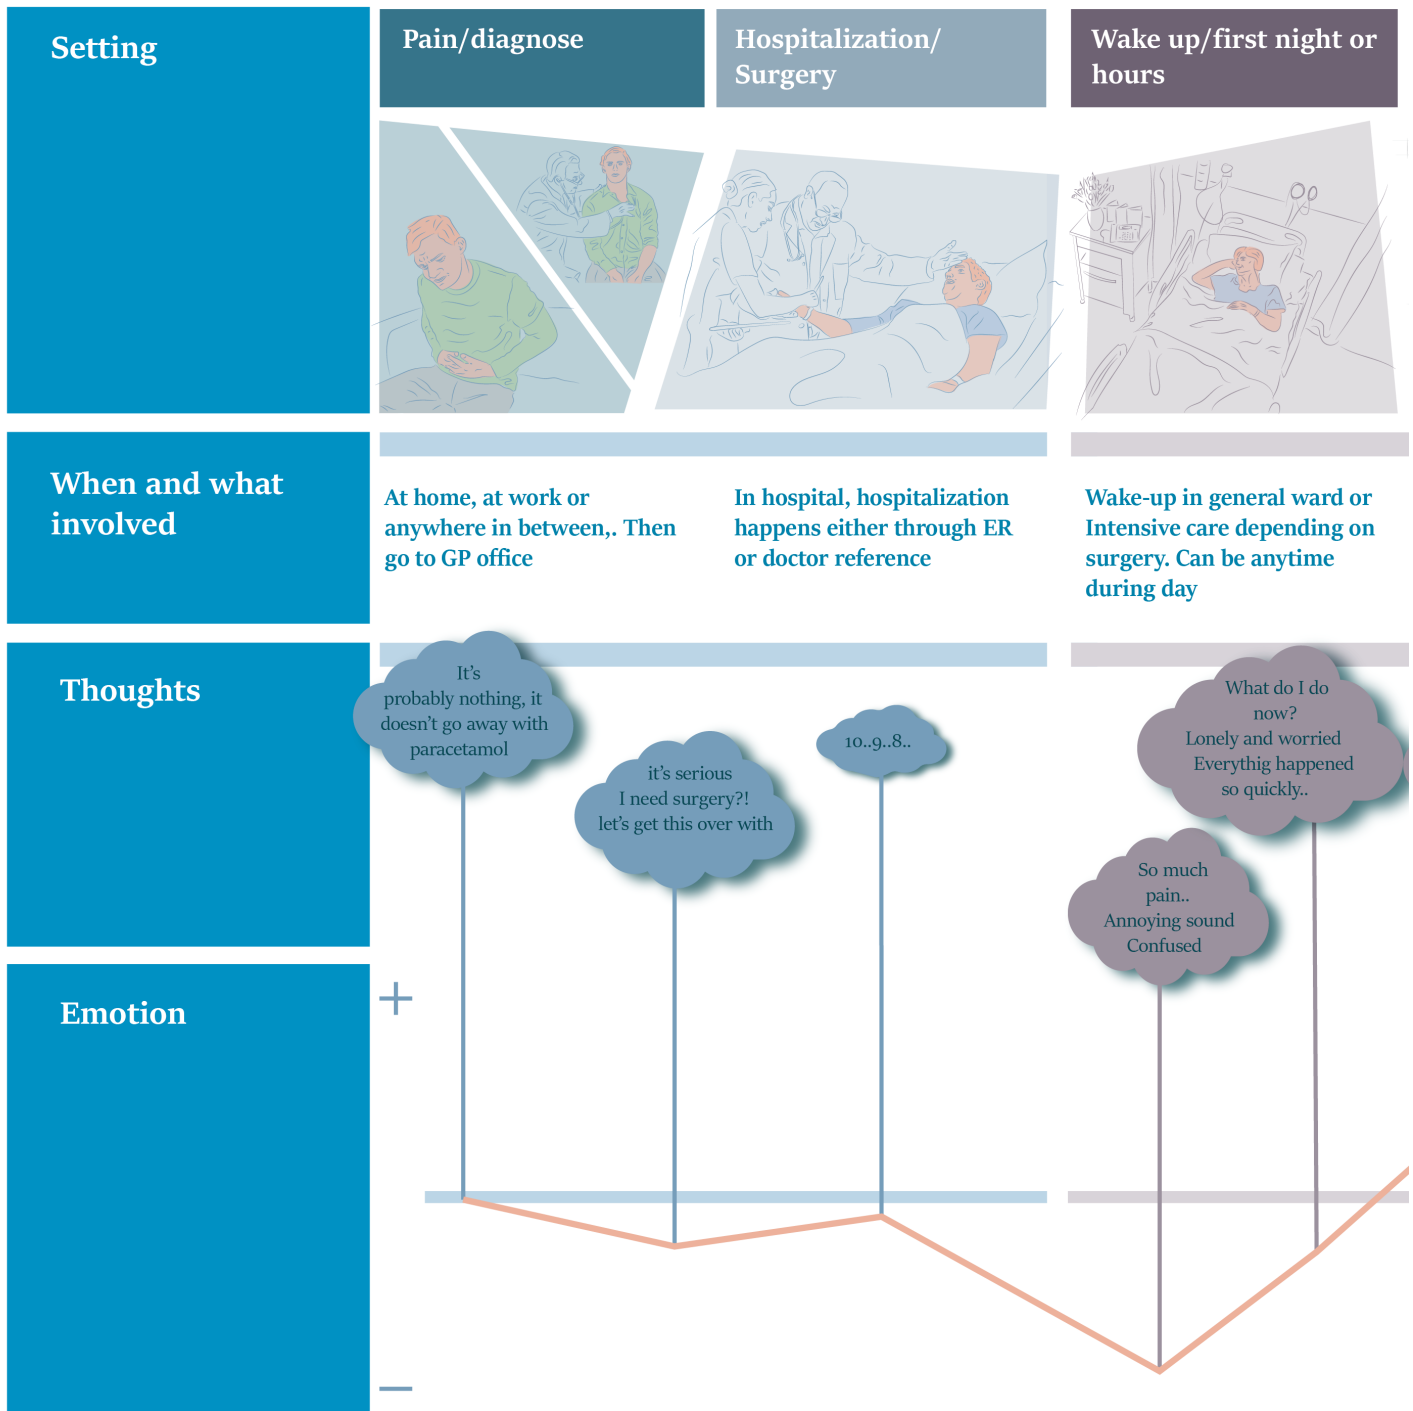 Setting
Pain/diagnose
Hospitalization/
Surgery
Wake up/first night or
hours
When and what
involved
At home, at work or
anywhere in between,. Then
go to GP office
In hospital, hospitalization
happens either through ER
or doctor reference
Wake-up in general ward or
Intensive care depending on
surgery. Can be anytime
during day
Thoughts
It's
probably nothing, it
doesn't go away with
paracetamol
it's serious
I need surgery?!
let's get this over with
10..9..8..
What do I do
now?
Lonely and worried
Everythig happened
so quickly..
So much
pain..
Annoying sound
Confused
Emotion
+
−